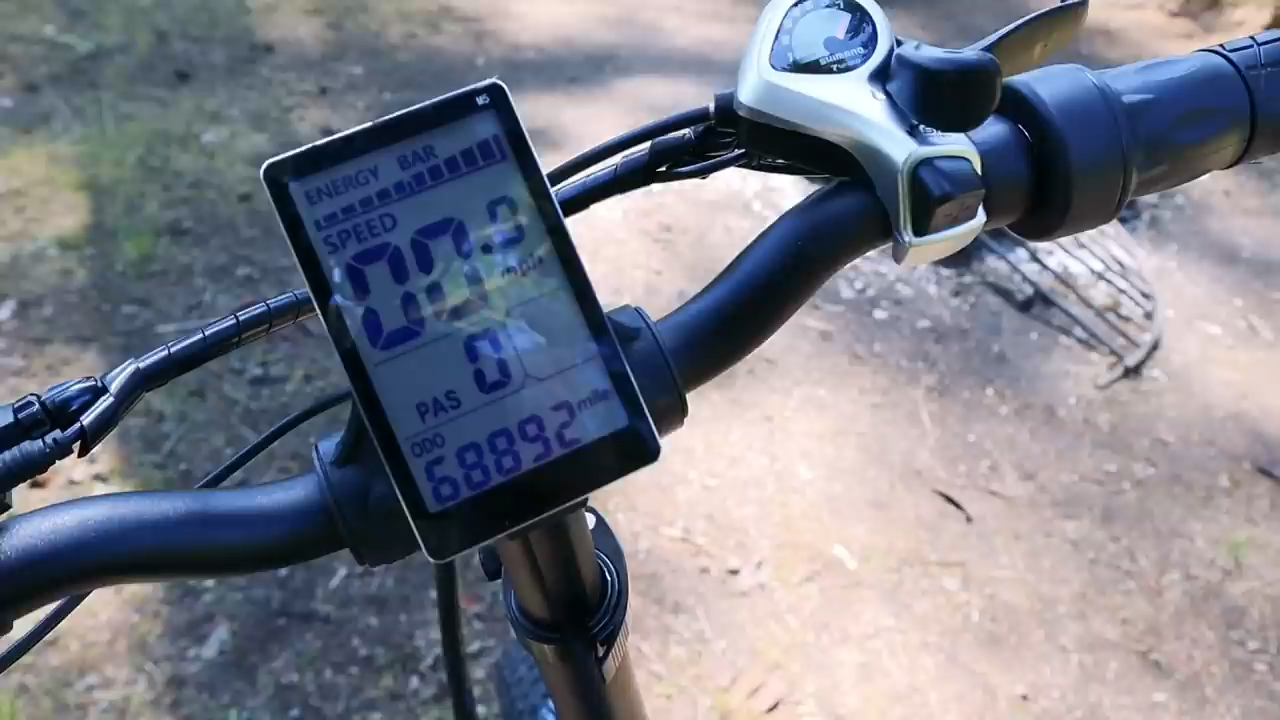 SHIMANO
M5
ENERGY BAR
SPEED
00.0
mph
0
PAS
ODO
68892 mile